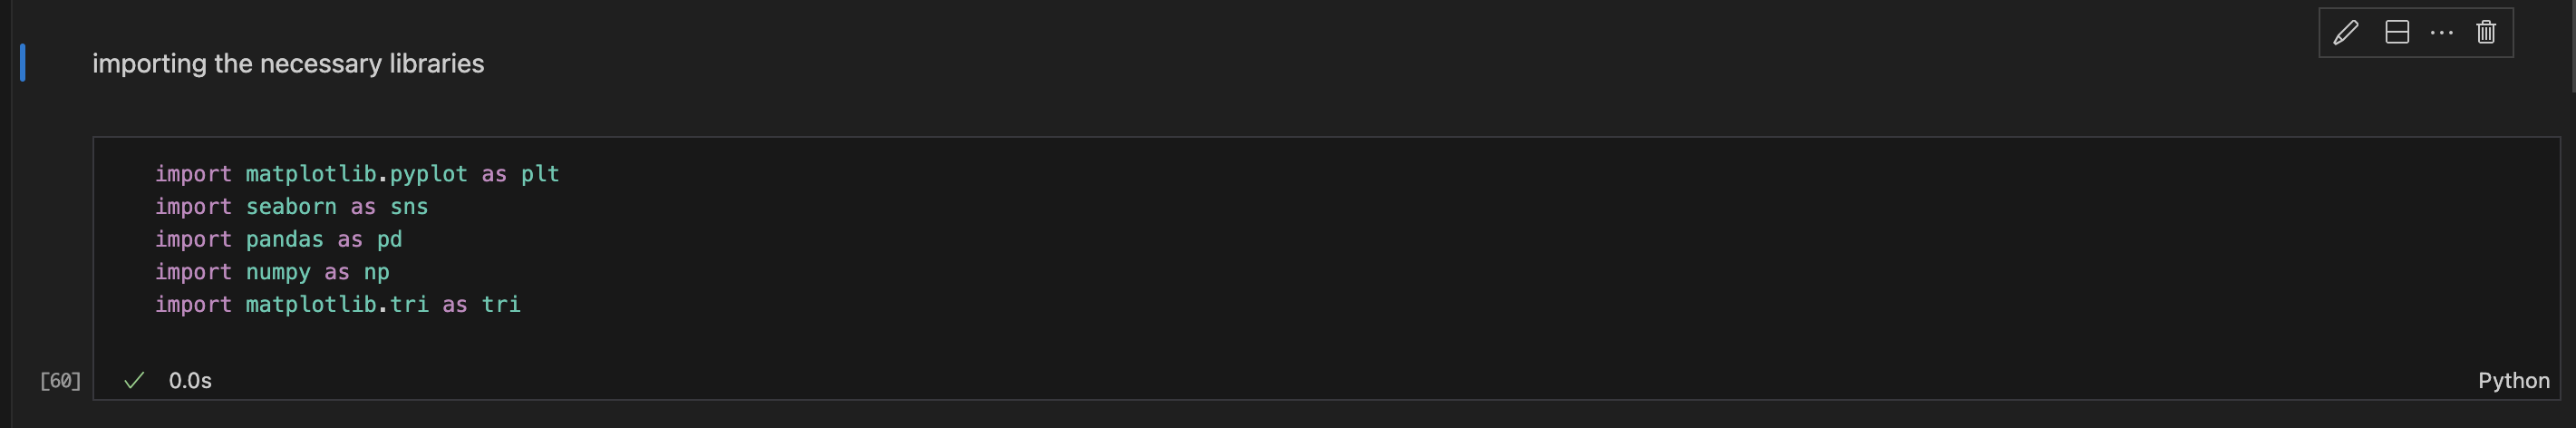 importing the necessary libraries
import matplotlib.pyplot as plt
import seaborn as sns
import pandas as pd
import numpy as np
import matplotlib.tri as tri
[60]
0.0s
Python